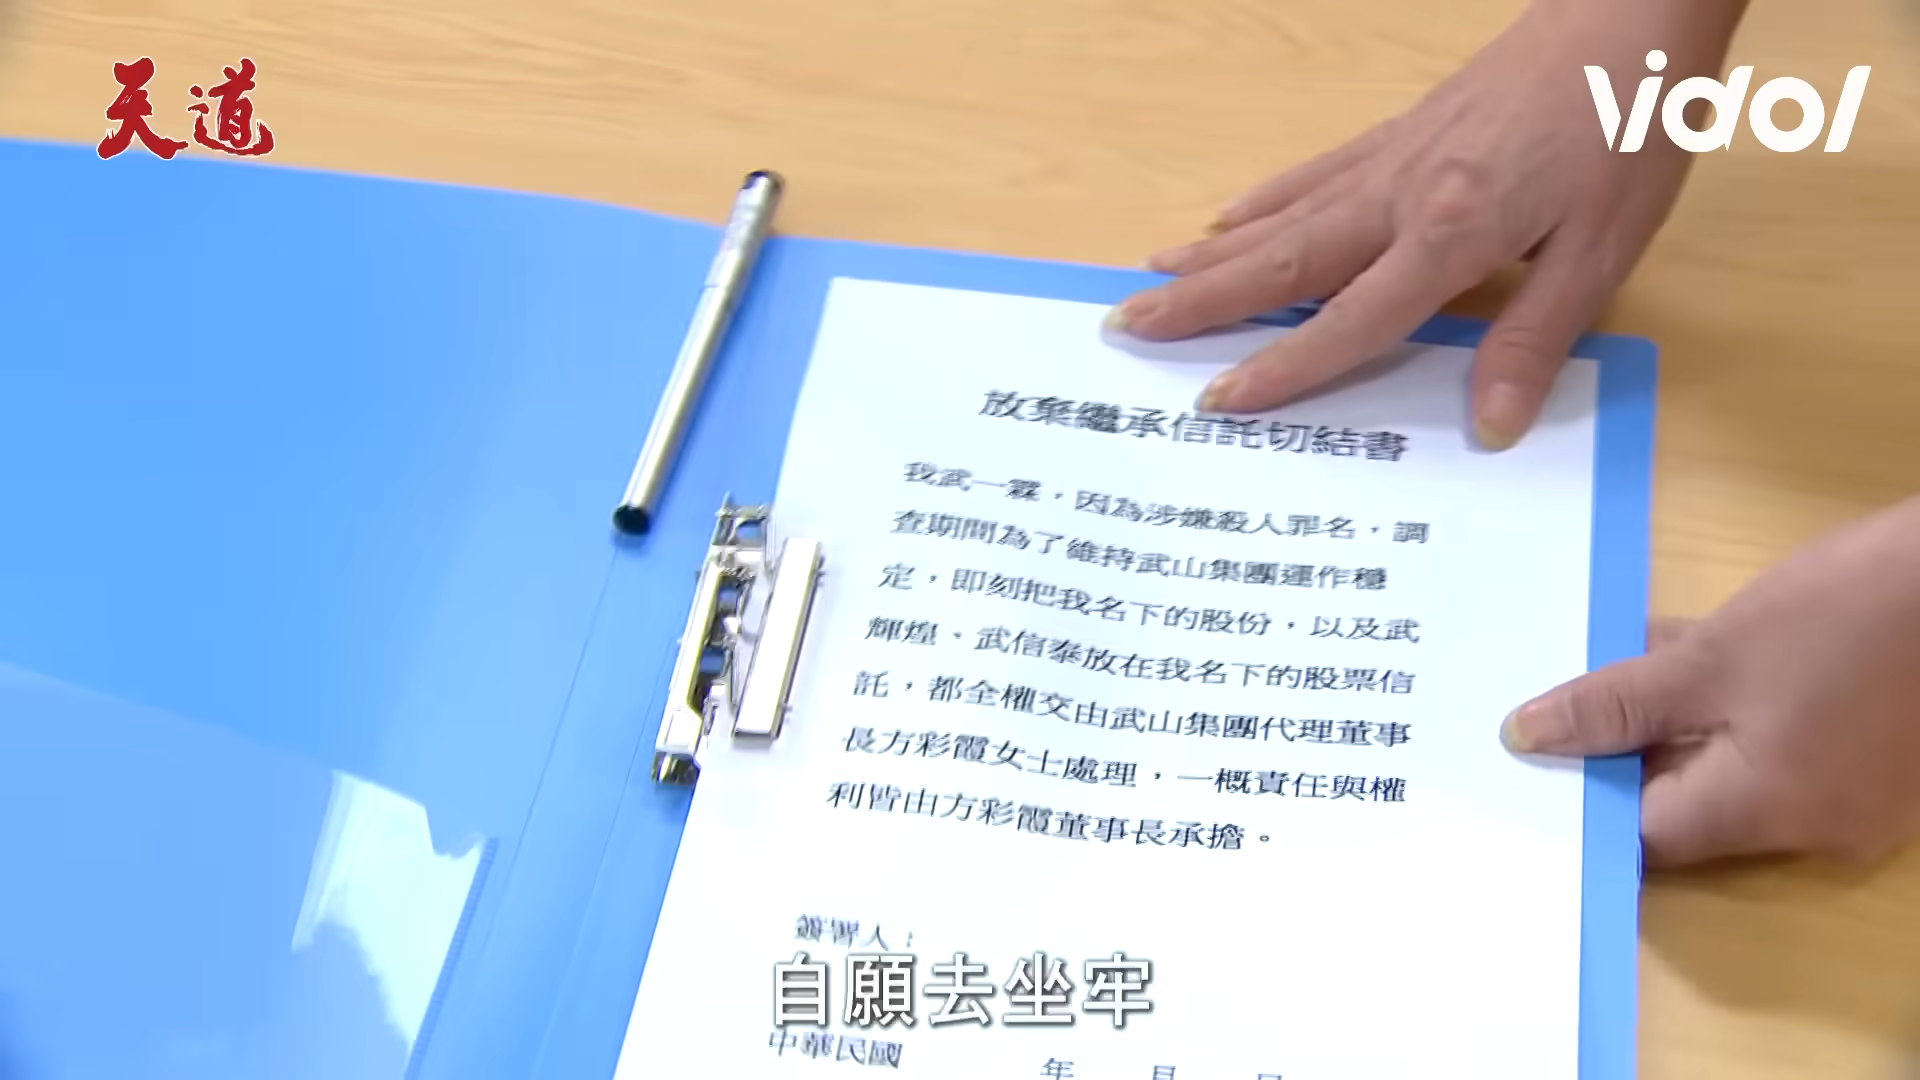 天道
Vidol
放棄繼承信託切結書
我武一霖，因為涉嫌殺人罪名，調
查期間為了維持武山集團運作穩
定，即刻把我名下的股份，以及武
輝煌、武信泰放在我名下的股票信
託，都全權交由武山集團代理董事
長方彩霞女士處理，一概責任與權
利皆由方彩霞董事長承擔。
簽署人：
自願去坐牢
中華民國 年 月 日